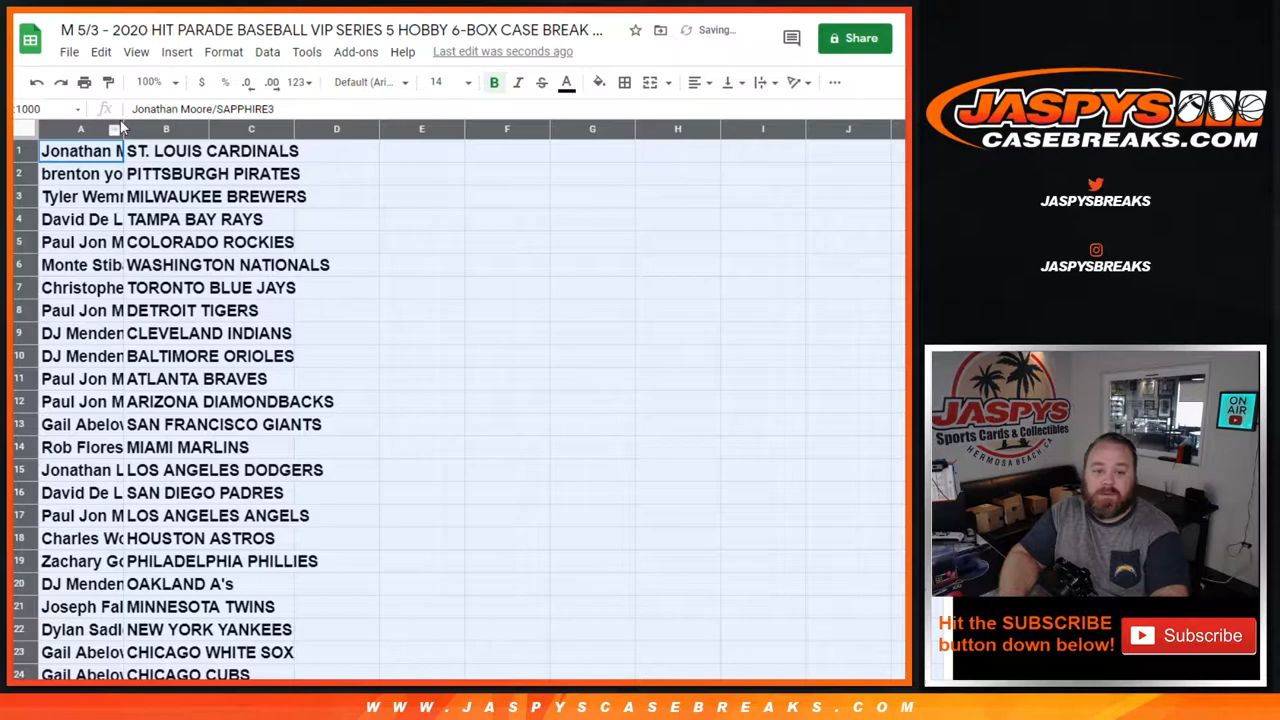 M 5/3 - 2020 HIT PARADE BASEBALL VIP SERIES 5 HOBBY 6-BOX CASE BREAK ...
Saving...
Share
File Edit View Insert Format Data Tools Add-ons Help Last edit was seconds ago
100% $ % .0 .00 123 Default (Ari... 14 B I S A
:1000 fx Jonathan Moore/SAPPHIRE3
A B C D E F G H I J
1 Jonathan M ST. LOUIS CARDINALS
2 brenton yo PITTSBURGH PIRATES
3 Tyler Wemr MILWAUKEE BREWERS
4 David De L TAMPA BAY RAYS
5 Paul Jon M COLORADO ROCKIES
6 Monte Stib WASHINGTON NATIONALS
7 Christophe TORONTO BLUE JAYS
8 Paul Jon M DETROIT TIGERS
9 DJ Menden CLEVELAND INDIANS
10 DJ Menden BALTIMORE ORIOLES
11 Paul Jon M ATLANTA BRAVES
12 Paul Jon M ARIZONA DIAMONDBACKS
13 Gail Abelov SAN FRANCISCO GIANTS
14 Rob Flores MIAMI MARLINS
15 Jonathan L LOS ANGELES DODGERS
16 David De L SAN DIEGO PADRES
17 Paul Jon M LOS ANGELES ANGELS
18 Charles Wo HOUSTON ASTROS
19 Zachary Go PHILADELPHIA PHILLIES
20 DJ Menden OAKLAND A's
21 Joseph Fal MINNESOTA TWINS
22 Dylan Sadl NEW YORK YANKEES
23 Gail Abelov CHICAGO WHITE SOX
24 Gail Abelov CHICAGO CUBS
JASPYS
CASEBREAKS.COM
JASPYSBREAKS
JASPYSBREAKS
JASPYS
Sports Cards & Collectibles
HERMOSA BEACH, CA
ON
AIR
Hit the SUBSCRIBE
button down below!
Subscribe
WWW.JASPYSCASEBREAKS.COM